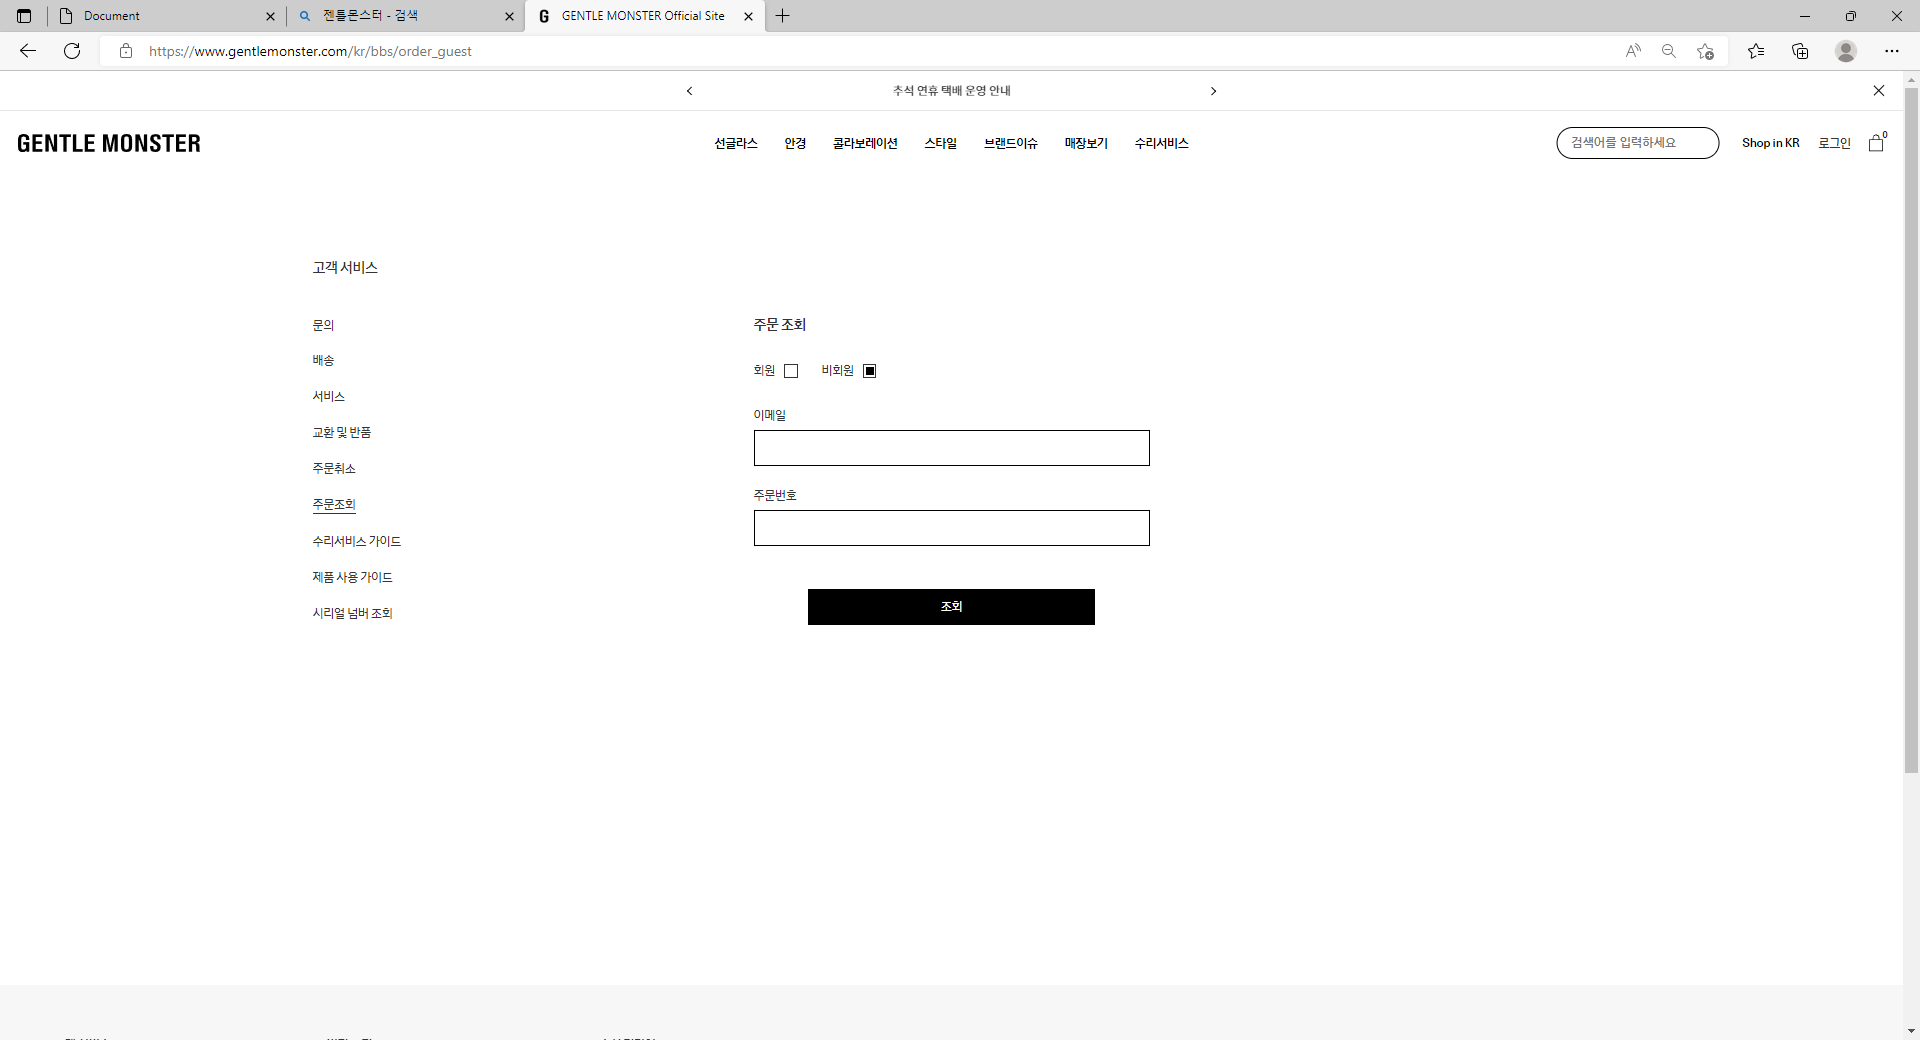 Document
젠틀몬스터 - 검색
G GENTLE MONSTER Official Site
https://www.gentlemonster.com/kr/bbs/order_guest
추석 연휴 택배 운영 안내
GENTLE MONSTER
선글라스 안경 콜라보레이션 스타일 브랜드이슈 매장보기 수리서비스
검색어를 입력하세요
Shop in KR 로그인 0
고객 서비스
문의
배송
서비스
교환 및 반품
주문취소
주문조회
수리서비스 가이드
제품 사용 가이드
시리얼 넘버 조회
주문 조회
회원 비회원
이메일
주문번호
조회